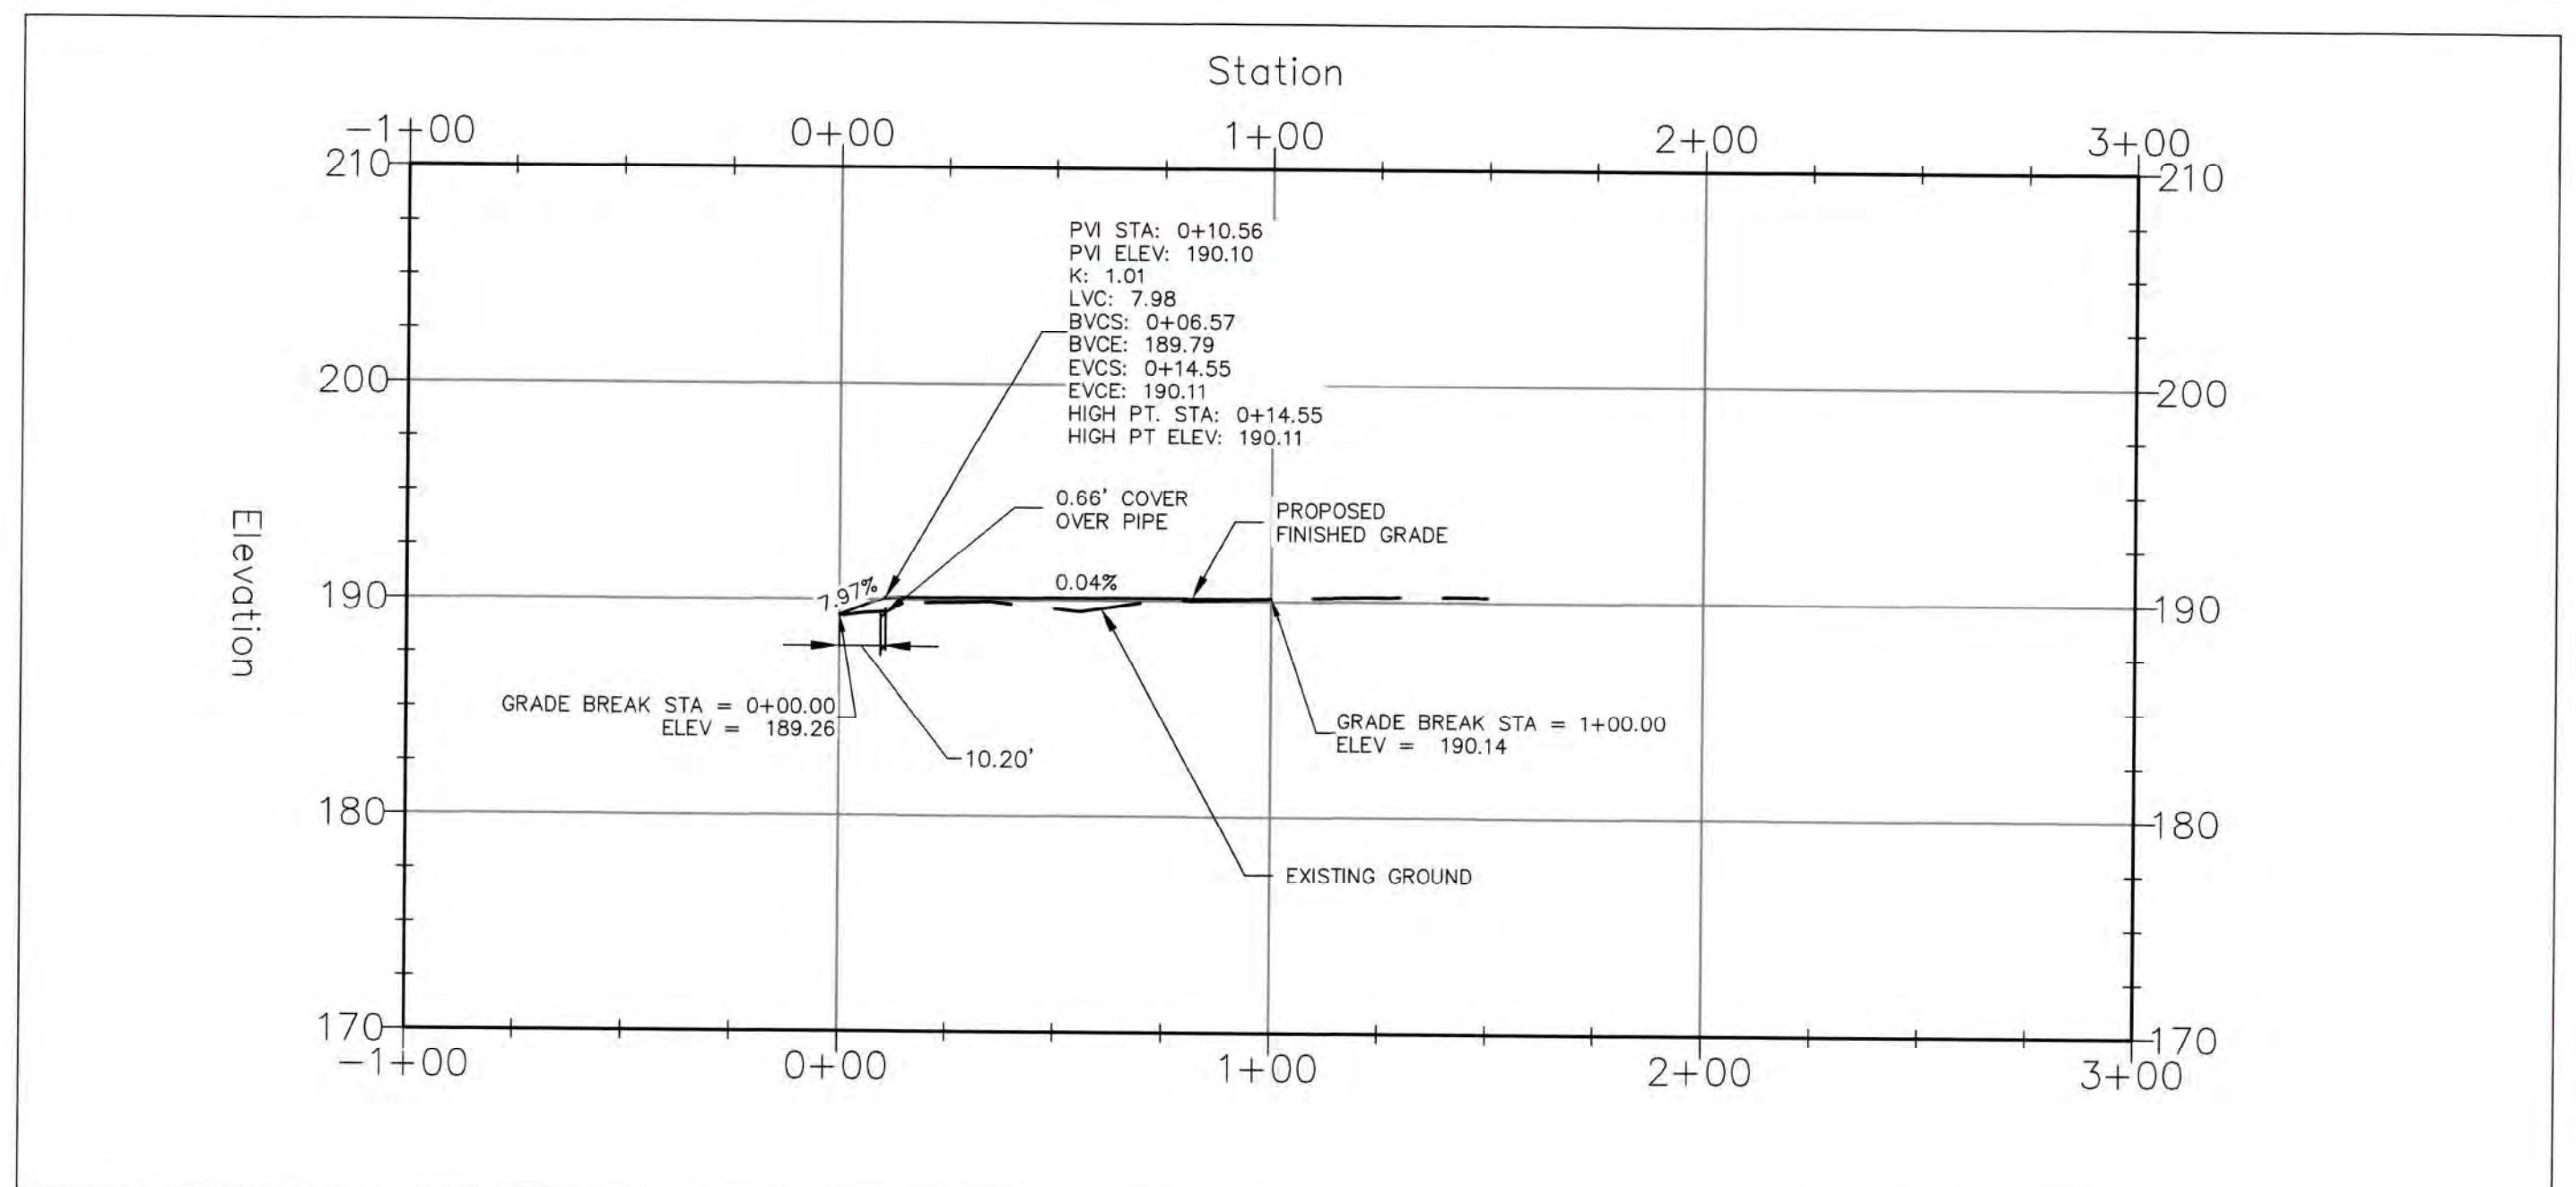 Station
-1+00 0+00 1+00 2+00 3+00
210 210
PVI STA: 0+10.56
PVI ELEV: 190.10
K: 1.01
LVC: 7.98
BVCS: 0+06.57
BVCE: 189.79
EVCS: 0+14.55
EVCE: 190.11
HIGH PT. STA: 0+14.55
HIGH PT ELEV: 190.11
200 200
0.66' COVER
OVER PIPE
PROPOSED
FINISHED GRADE
Elevation
7.97%
0.04%
190 190
GRADE BREAK STA = 0+00.00
ELEV = 189.26
10.20'
GRADE BREAK STA = 1+00.00
ELEV = 190.14
180 180
EXISTING GROUND
170 170
-1+00 0+00 1+00 2+00 3+00